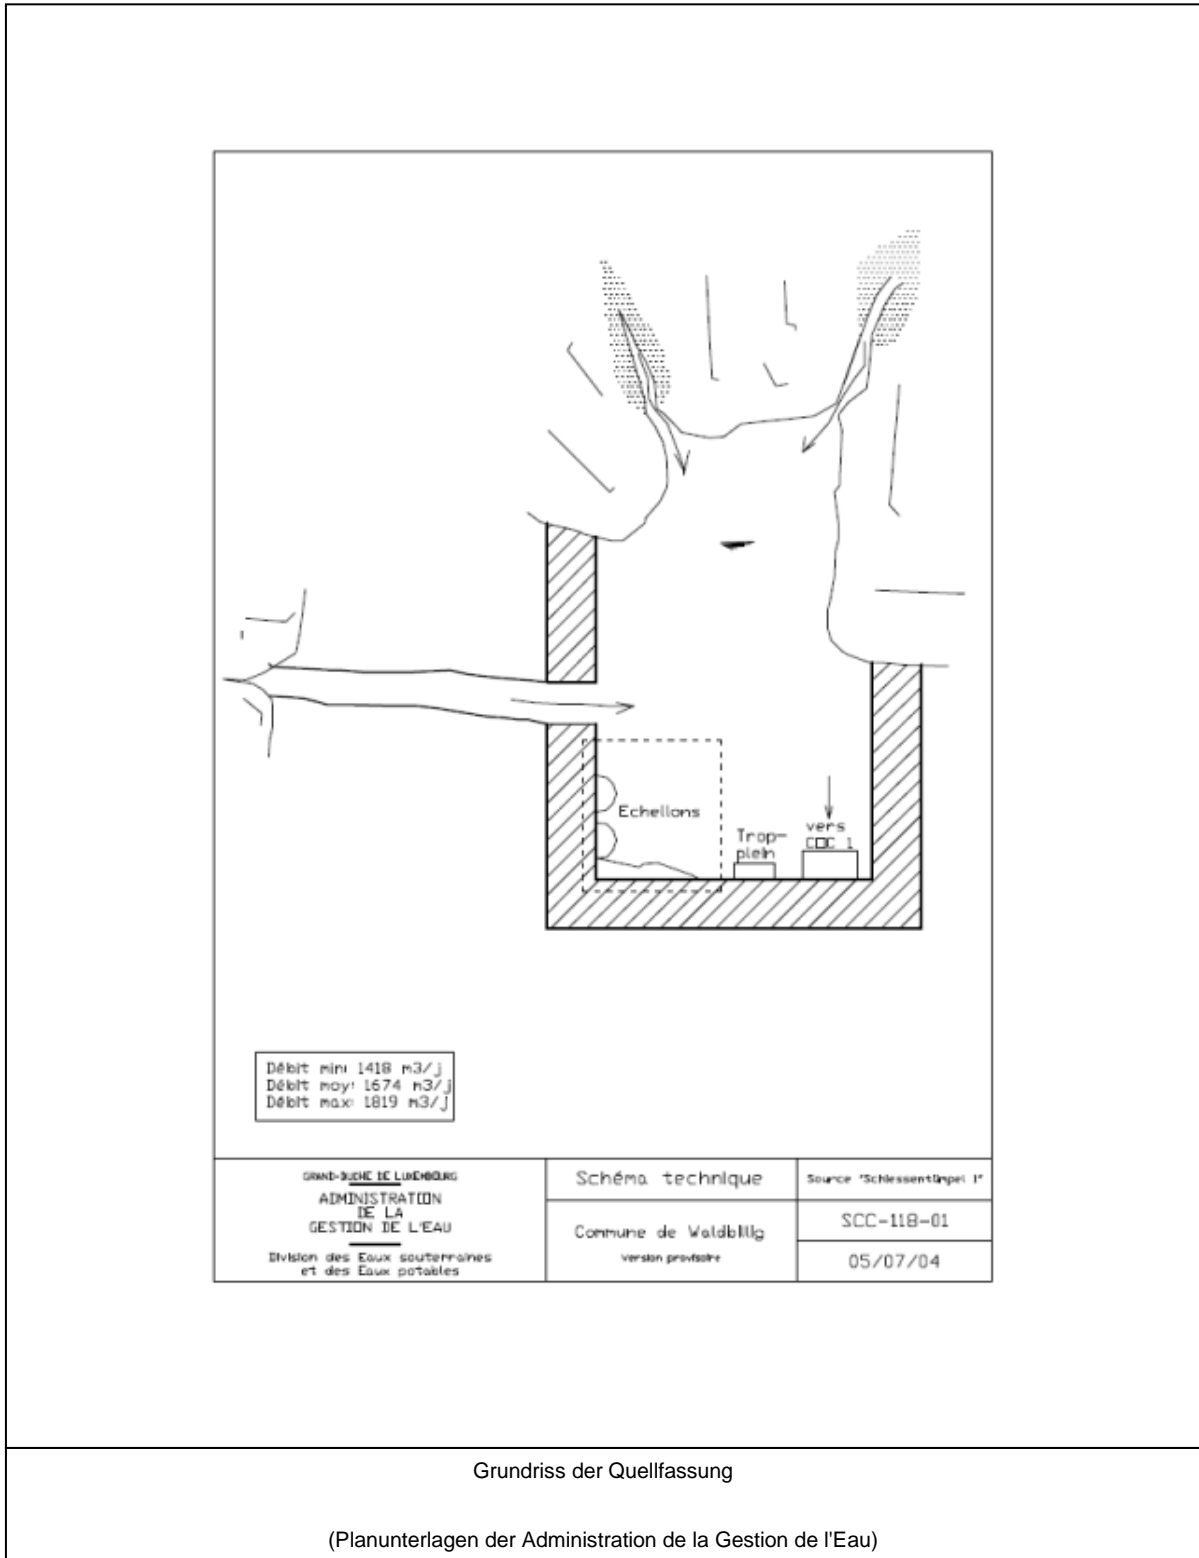 Echellons
Trop-
plein
vers
CDC 1
Débit min: 1418 m3/j
Débit moy: 1674 m3/j
Débit max: 1819 m3/j
GRAND-DUCHE DE LUXEMBOURG
ADMINISTRATION
DE LA
GESTION DE L'EAU
Division des Eaux souterraines
et des Eaux potables
Schéma technique
Commune de Waldbillig
version provisoire
Source "Schiessentümpel 1"
SCC-118-01
05/07/04
Grundriss der Quellfassung
(Planunterlagen der Administration de la Gestion de l'Eau)